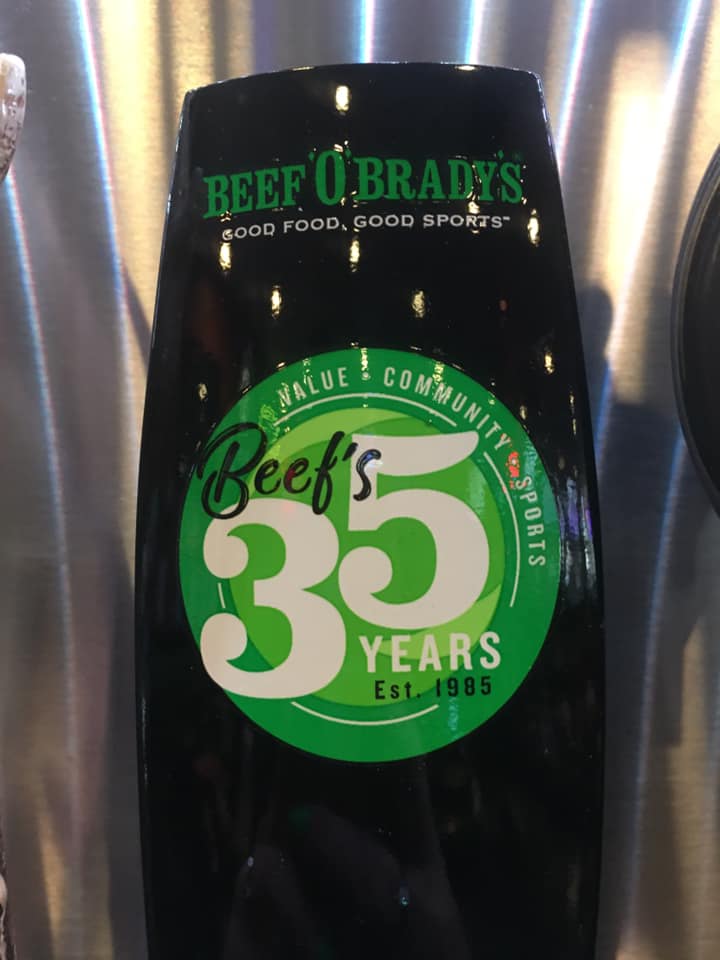 BEEF 'O' BRADY'S
GOOD FOOD. GOOD SPORTS™
VALUE • COMMUNITY • SPORTS
Beef's
35
YEARS
Est. 1985